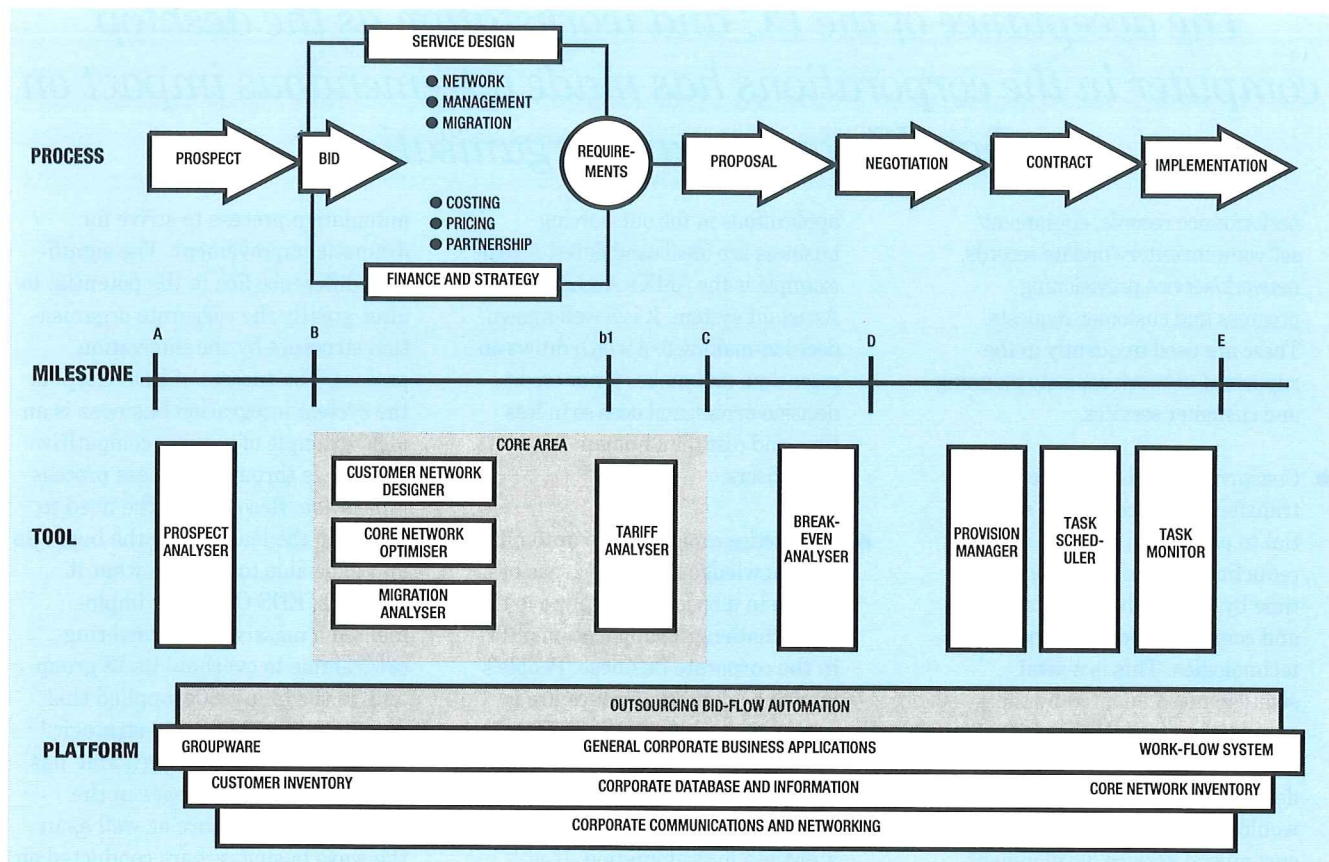 SERVICE DESIGN
NETWORK
MANAGEMENT
MIGRATION
PROCESS
PROSPECT
BID
REQUIRE-
MENTS
PROPOSAL
NEGOTIATION
CONTRACT
IMPLEMENTATION
COSTING
PRICING
PARTNERSHIP
FINANCE AND STRATEGY
A
B
b1
C
D
E
MILESTONE
CORE AREA
TOOL
PROSPECT
ANALYSER
CUSTOMER NETWORK
DESIGNER
CORE NETWORK
OPTIMISER
MIGRATION
ANALYSER
TARIFF
ANALYSER
BREAK-
EVEN
ANALYSER
PROVISION
MANAGER
TASK
SCHED-
ULER
TASK
MONITOR
OUTSOURCING BID-FLOW AUTOMATION
PLATFORM
GROUPWARE
GENERAL CORPORATE BUSINESS APPLICATIONS
WORK-FLOW SYSTEM
CUSTOMER INVENTORY
CORPORATE DATABASE AND INFORMATION
CORE NETWORK INVENTORY
CORPORATE COMMUNICATIONS AND NETWORKING